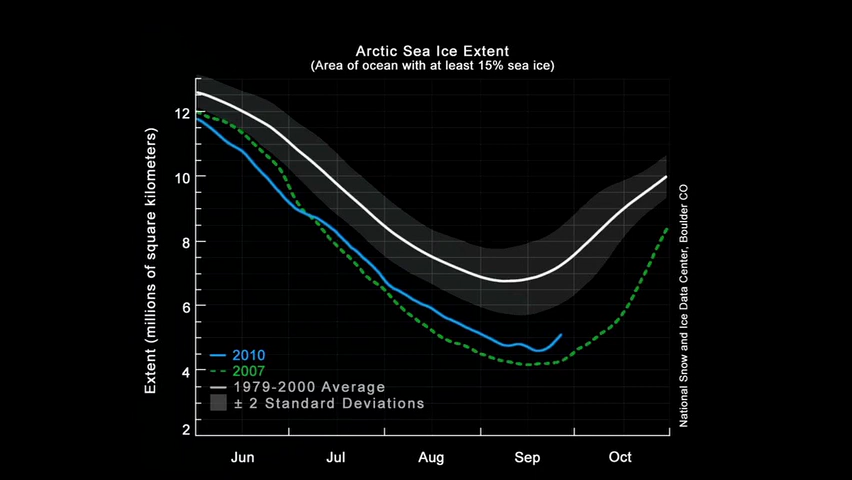 Arctic Sea Ice Extent
(Area of ocean with at least 15% sea ice)
Extent (millions of square kilometers)
12
10
8
6
4
2
2010
2007
1979-2000 Average
± 2 Standard Deviations
Jun Jul Aug Sep Oct
National Snow and Ice Data Center, Boulder CO